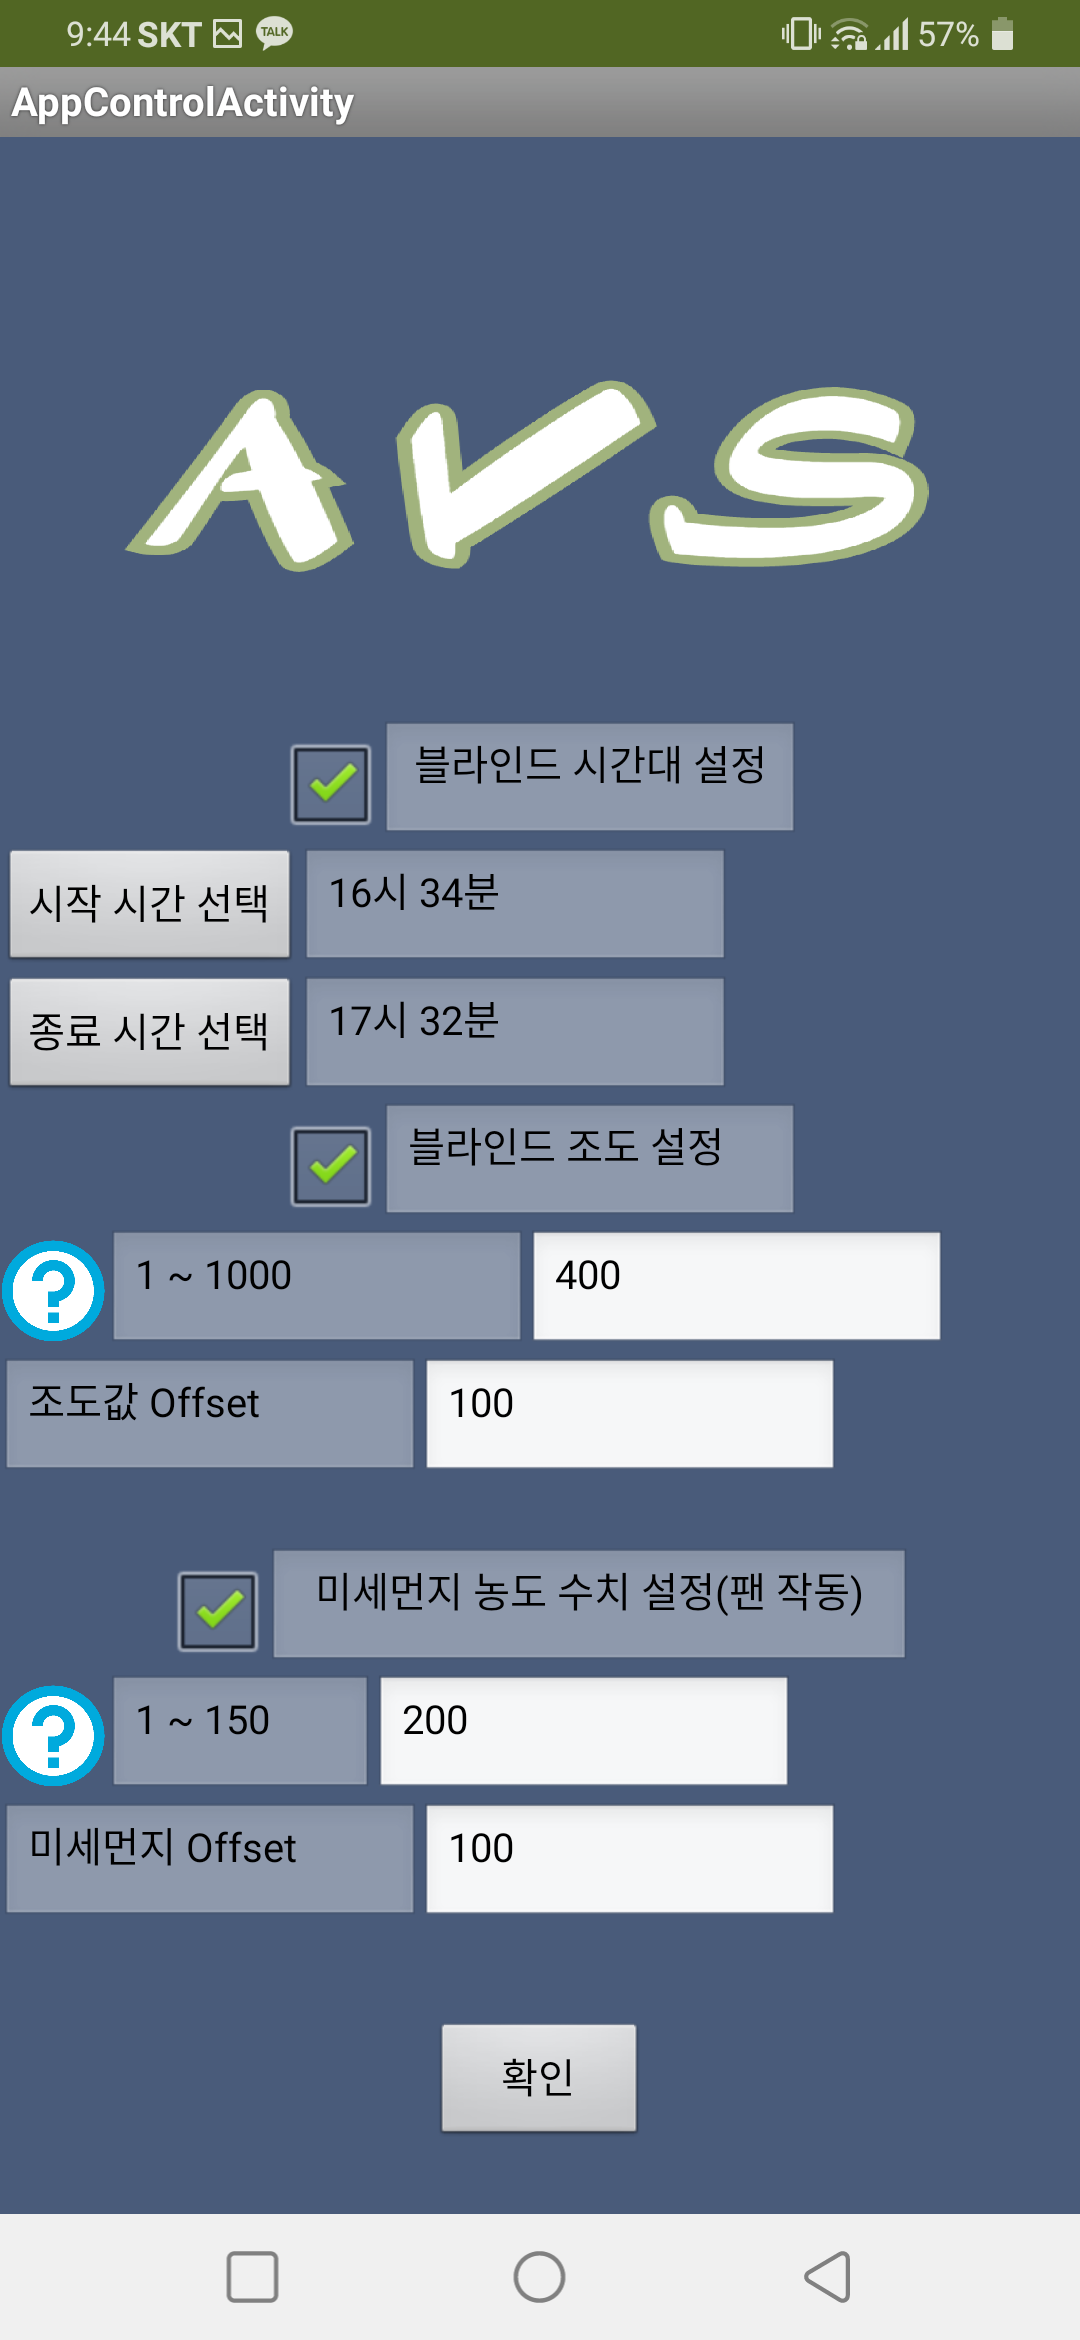 9:44 SKT TALK 57%
AppControlActivity
AVS
블라인드 시간대 설정
시작 시간 선택 16시 34분
종료 시간 선택 17시 32분
블라인드 조도 설정
? 1 ~ 1000 400
조도값 Offset 100
미세먼지 농도 수치 설정(팬 작동)
? 1 ~ 150 200
미세먼지 Offset 100
확인